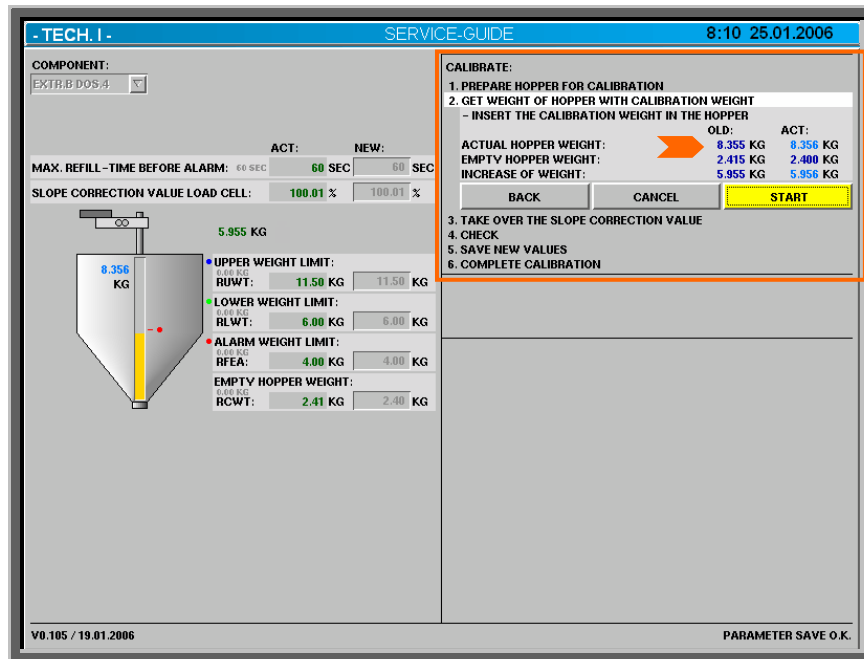 - TECH. I -
SERVICE-GUIDE
8:10 25.01.2006
COMPONENT:
EXTR.B DOS.4
ACT: NEW:
MAX. REFILL-TIME BEFORE ALARM: 60 SEC 60 SEC 60 SEC
SLOPE CORRECTION VALUE LOAD CELL: 100.01 % 100.01 %
5.955 KG
8.356
KG
UPPER WEIGHT LIMIT:
0.00 KG
RUWT: 11.50 KG 11.50 KG
LOWER WEIGHT LIMIT:
0.00 KG
RLWT: 6.00 KG 6.00 KG
ALARM WEIGHT LIMIT:
0.00 KG
RFEA: 4.00 KG 4.00 KG
EMPTY HOPPER WEIGHT:
0.00 KG
RCWT: 2.41 KG 2.40 KG
CALIBRATE:
1. PREPARE HOPPER FOR CALIBRATION
2. GET WEIGHT OF HOPPER WITH CALIBRATION WEIGHT
- INSERT THE CALIBRATION WEIGHT IN THE HOPPER
OLD: ACT:
ACTUAL HOPPER WEIGHT: 8.355 KG 8.356 KG
EMPTY HOPPER WEIGHT: 2.415 KG 2.400 KG
INCREASE OF WEIGHT: 5.955 KG 5.956 KG
BACK CANCEL START
3. TAKE OVER THE SLOPE CORRECTION VALUE
4. CHECK
5. SAVE NEW VALUES
6. COMPLETE CALIBRATION
V0.105 / 19.01.2006
PARAMETER SAVE O.K.